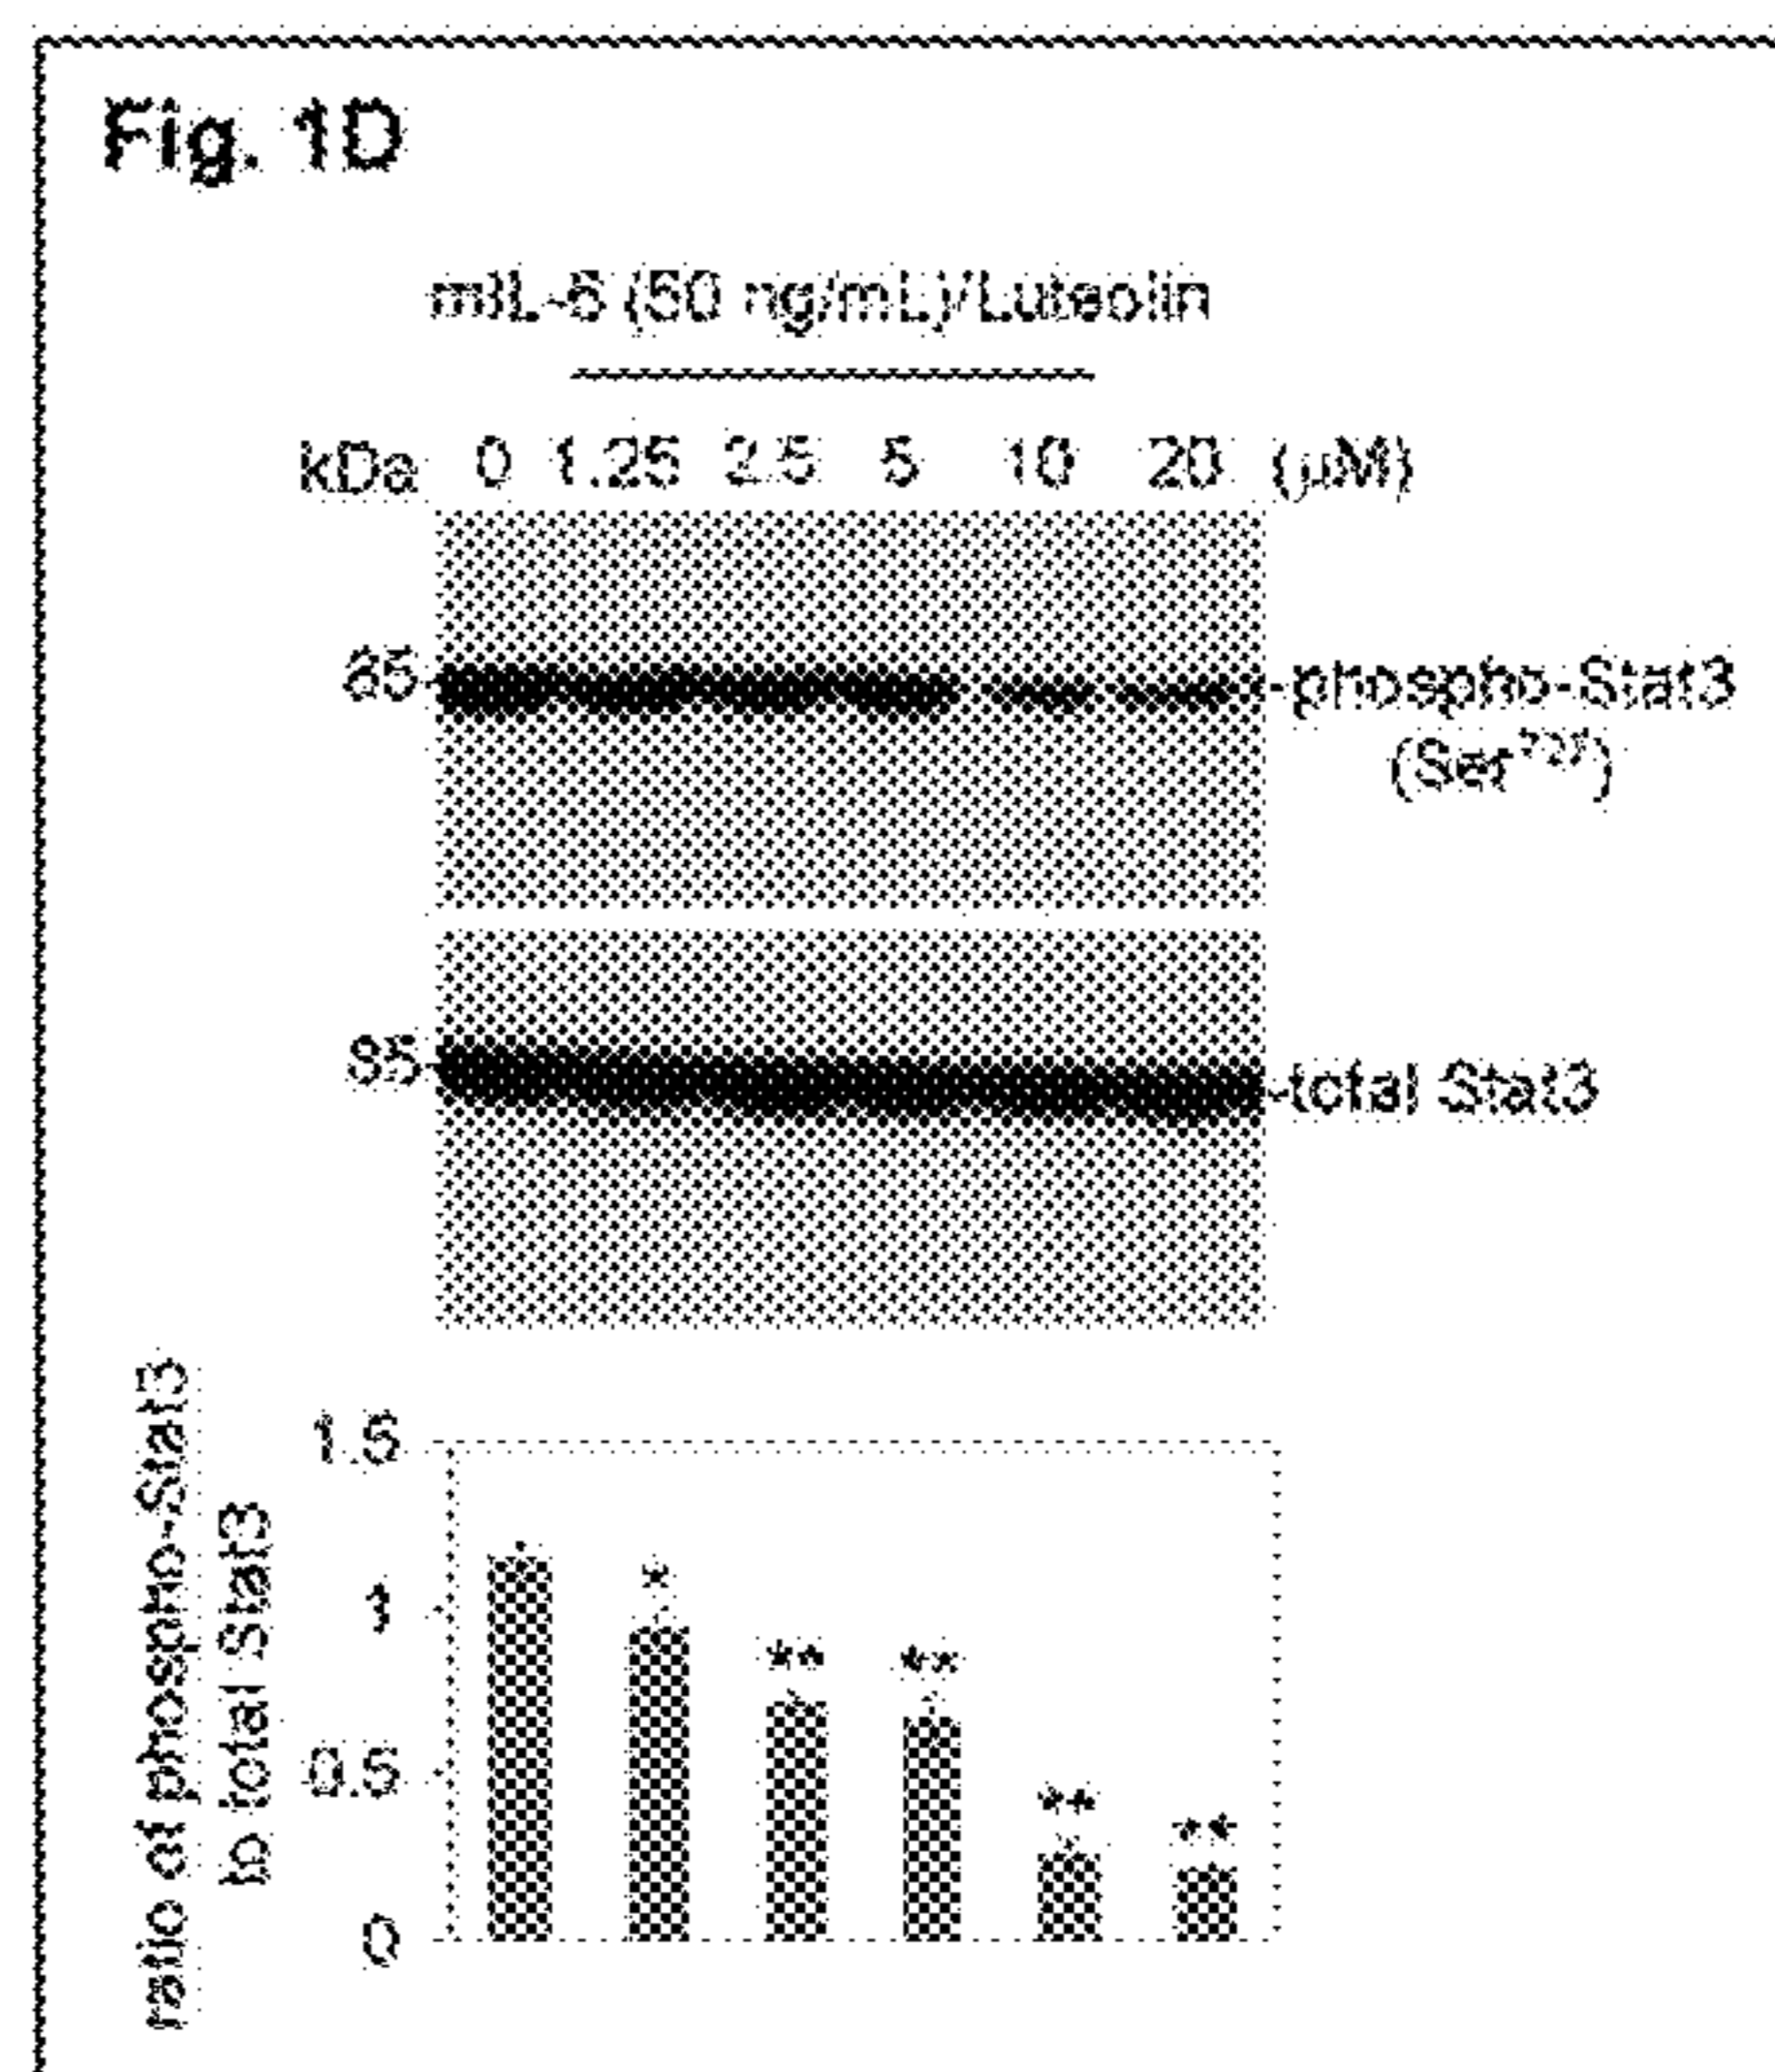 Fig. 1D
mIL-6 (50 ng/mL)/Luteolin
kDa 0 1.25 2.5 5 10 20 (μM)
85 -phospho-Stat3
(Ser⁷²⁷)
85 -total Stat3
ratio of phospho-Stat3
to total Stat3
1.5
*
1
** **
0.5
**
**
0